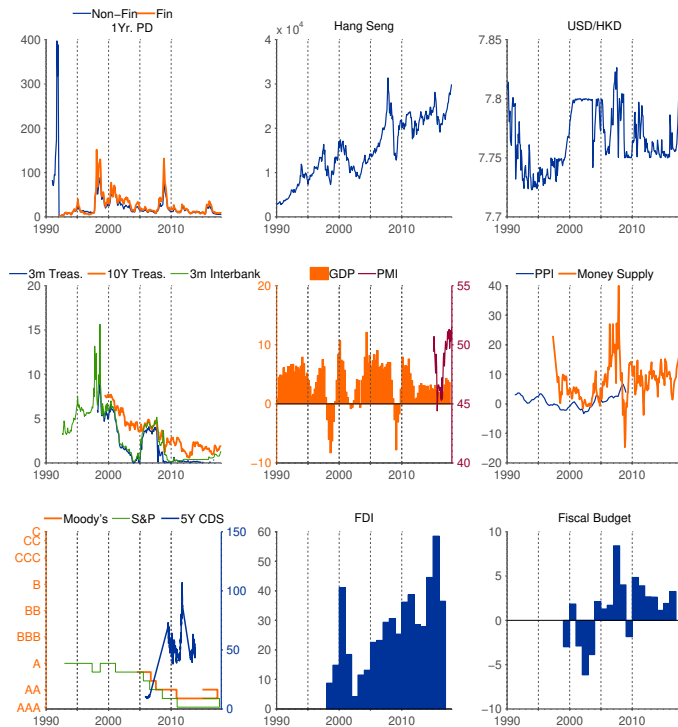 Non−Fin Fin
1Yr. PD
400
300
200
100
0
1990 2000 2010
x 10⁴ Hang Seng
4
3
2
1
0
1990 2000 2010
USD/HKD
7.85
7.8
7.75
7.7
1990 2000 2010
3m Treas. 10Y Treas. 3m Interbank
20
15
10
5
0
1990 2000 2010
GDP PMI
20 55
10 50
0 45
−10 40
1990 2000 2010
PPI Money Supply
40
30
20
10
0
−10
−20
1990 2000 2010
Moody's S&P 5Y CDS
C 150
CC
CCC
B 100
BB
BBB
A 50
AA
AAA 0
1990 2000 2010
FDI
60
50
40
30
20
10
0
1990 2000 2010
Fiscal Budget
10
5
0
−5
−10
1990 2000 2010